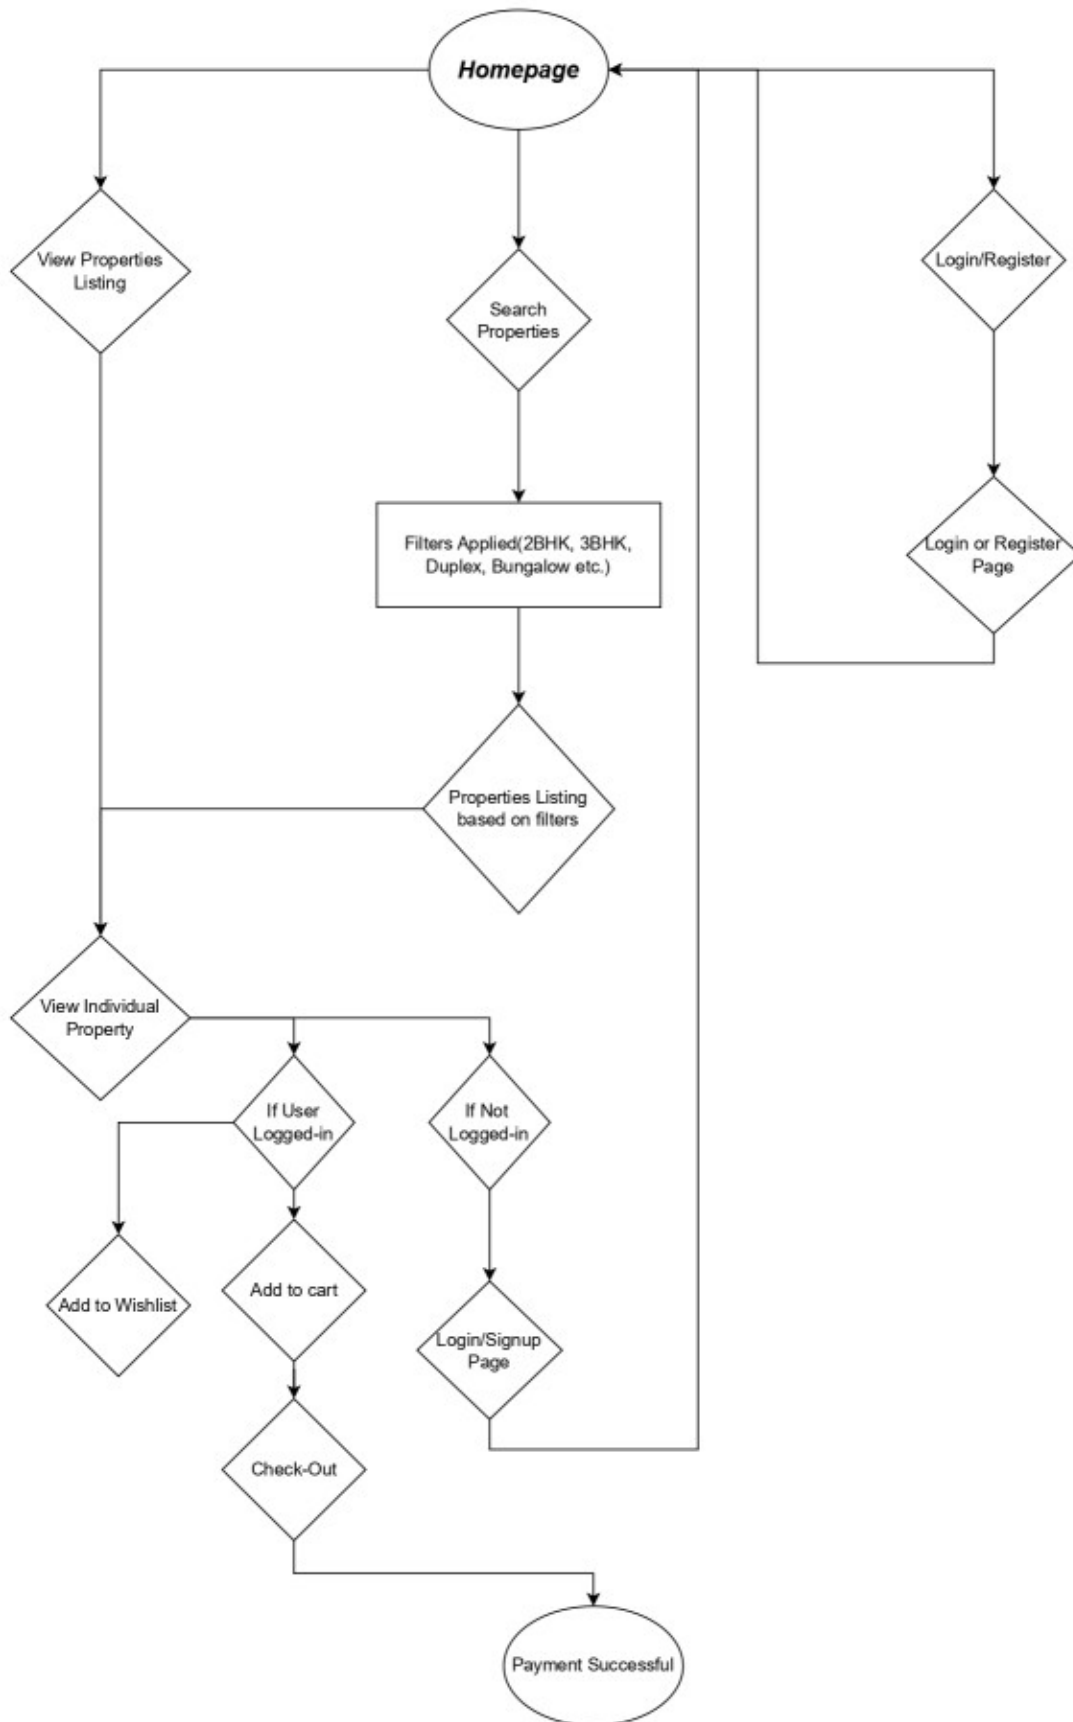 Homepage
View Properties
Listing
Search
Properties
Login/Register
Filters Applied(2BHK, 3BHK,
Duplex, Bungalow etc.)
Login or Register
Page
Properties Listing
based on filters
View Individual
Property
If User
Logged-in
If Not
Logged-in
Add to Wishlist
Add to cart
Login/Signup
Page
Check-Out
Payment Successful